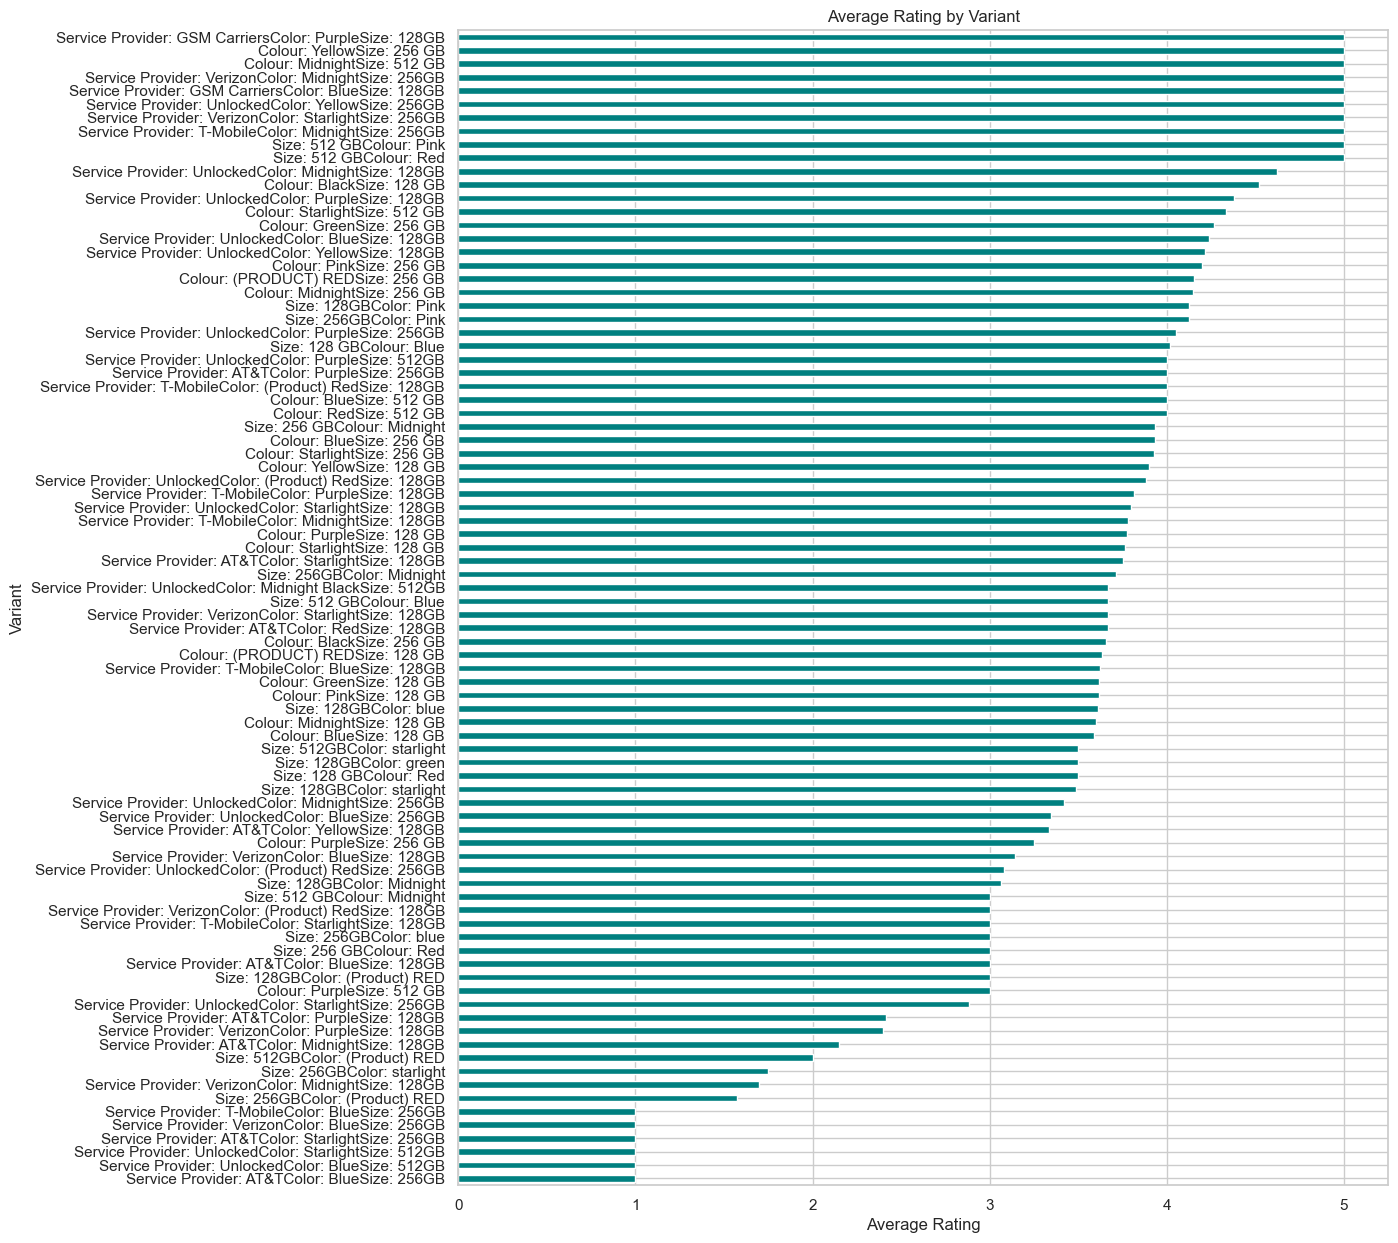 Average Rating by Variant
Service Provider: GSM CarriersColor: PurpleSize: 128GB
Colour: YellowSize: 256 GB
Colour: MidnightSize: 512 GB
Service Provider: VerizonColor: MidnightSize: 256GB
Service Provider: GSM CarriersColor: BlueSize: 128GB
Service Provider: UnlockedColor: YellowSize: 256GB
Service Provider: VerizonColor: StarlightSize: 256GB
Service Provider: T-MobileColor: MidnightSize: 256GB
Size: 512 GBColour: Pink
Size: 512 GBColour: Red
Service Provider: UnlockedColor: MidnightSize: 128GB
Colour: BlackSize: 128 GB
Service Provider: UnlockedColor: PurpleSize: 128GB
Colour: StarlightSize: 512 GB
Colour: GreenSize: 256 GB
Service Provider: UnlockedColor: BlueSize: 128GB
Service Provider: UnlockedColor: YellowSize: 128GB
Colour: PinkSize: 256 GB
Colour: (PRODUCT) REDSize: 256 GB
Colour: MidnightSize: 256 GB
Size: 128GBColor: Pink
Size: 256GBColor: Pink
Service Provider: UnlockedColor: PurpleSize: 256GB
Size: 128 GBColour: Blue
Service Provider: UnlockedColor: PurpleSize: 512GB
Service Provider: AT&TColor: PurpleSize: 256GB
Service Provider: T-MobileColor: (Product) RedSize: 128GB
Colour: BlueSize: 512 GB
Colour: RedSize: 512 GB
Size: 256 GBColour: Midnight
Colour: BlueSize: 256 GB
Colour: StarlightSize: 256 GB
Colour: YellowSize: 128 GB
Service Provider: UnlockedColor: (Product) RedSize: 128GB
Service Provider: T-MobileColor: PurpleSize: 128GB
Service Provider: UnlockedColor: StarlightSize: 128GB
Service Provider: T-MobileColor: MidnightSize: 128GB
Colour: PurpleSize: 128 GB
Colour: StarlightSize: 128 GB
Service Provider: AT&TColor: StarlightSize: 128GB
Size: 256GBColor: Midnight
Service Provider: UnlockedColor: Midnight BlackSize: 512GB
Size: 512 GBColour: Blue
Service Provider: VerizonColor: StarlightSize: 128GB
Service Provider: AT&TColor: RedSize: 128GB
Colour: BlackSize: 256 GB
Colour: (PRODUCT) REDSize: 128 GB
Service Provider: T-MobileColor: BlueSize: 128GB
Colour: GreenSize: 128 GB
Colour: PinkSize: 128 GB
Size: 128GBColor: blue
Colour: MidnightSize: 128 GB
Colour: BlueSize: 128 GB
Size: 512GBColor: starlight
Size: 128GBColor: green
Size: 128 GBColour: Red
Size: 128GBColor: starlight
Service Provider: UnlockedColor: MidnightSize: 256GB
Service Provider: UnlockedColor: BlueSize: 256GB
Service Provider: AT&TColor: YellowSize: 128GB
Colour: PurpleSize: 256 GB
Service Provider: VerizonColor: BlueSize: 128GB
Service Provider: UnlockedColor: (Product) RedSize: 256GB
Size: 128GBColor: Midnight
Size: 512 GBColour: Midnight
Service Provider: VerizonColor: (Product) RedSize: 128GB
Service Provider: T-MobileColor: StarlightSize: 128GB
Size: 256GBColor: blue
Size: 256 GBColour: Red
Service Provider: AT&TColor: BlueSize: 128GB
Size: 128GBColor: (Product) RED
Colour: PurpleSize: 512 GB
Service Provider: UnlockedColor: StarlightSize: 256GB
Service Provider: AT&TColor: PurpleSize: 128GB
Service Provider: VerizonColor: PurpleSize: 128GB
Service Provider: AT&TColor: MidnightSize: 128GB
Size: 512GBColor: (Product) RED
Size: 256GBColor: starlight
Service Provider: VerizonColor: MidnightSize: 128GB
Size: 256GBColor: (Product) RED
Service Provider: T-MobileColor: BlueSize: 256GB
Service Provider: VerizonColor: BlueSize: 256GB
Service Provider: AT&TColor: StarlightSize: 256GB
Service Provider: UnlockedColor: StarlightSize: 512GB
Service Provider: UnlockedColor: BlueSize: 512GB
Service Provider: AT&TColor: BlueSize: 256GB
Variant
0 1 2 3 4 5
Average Rating